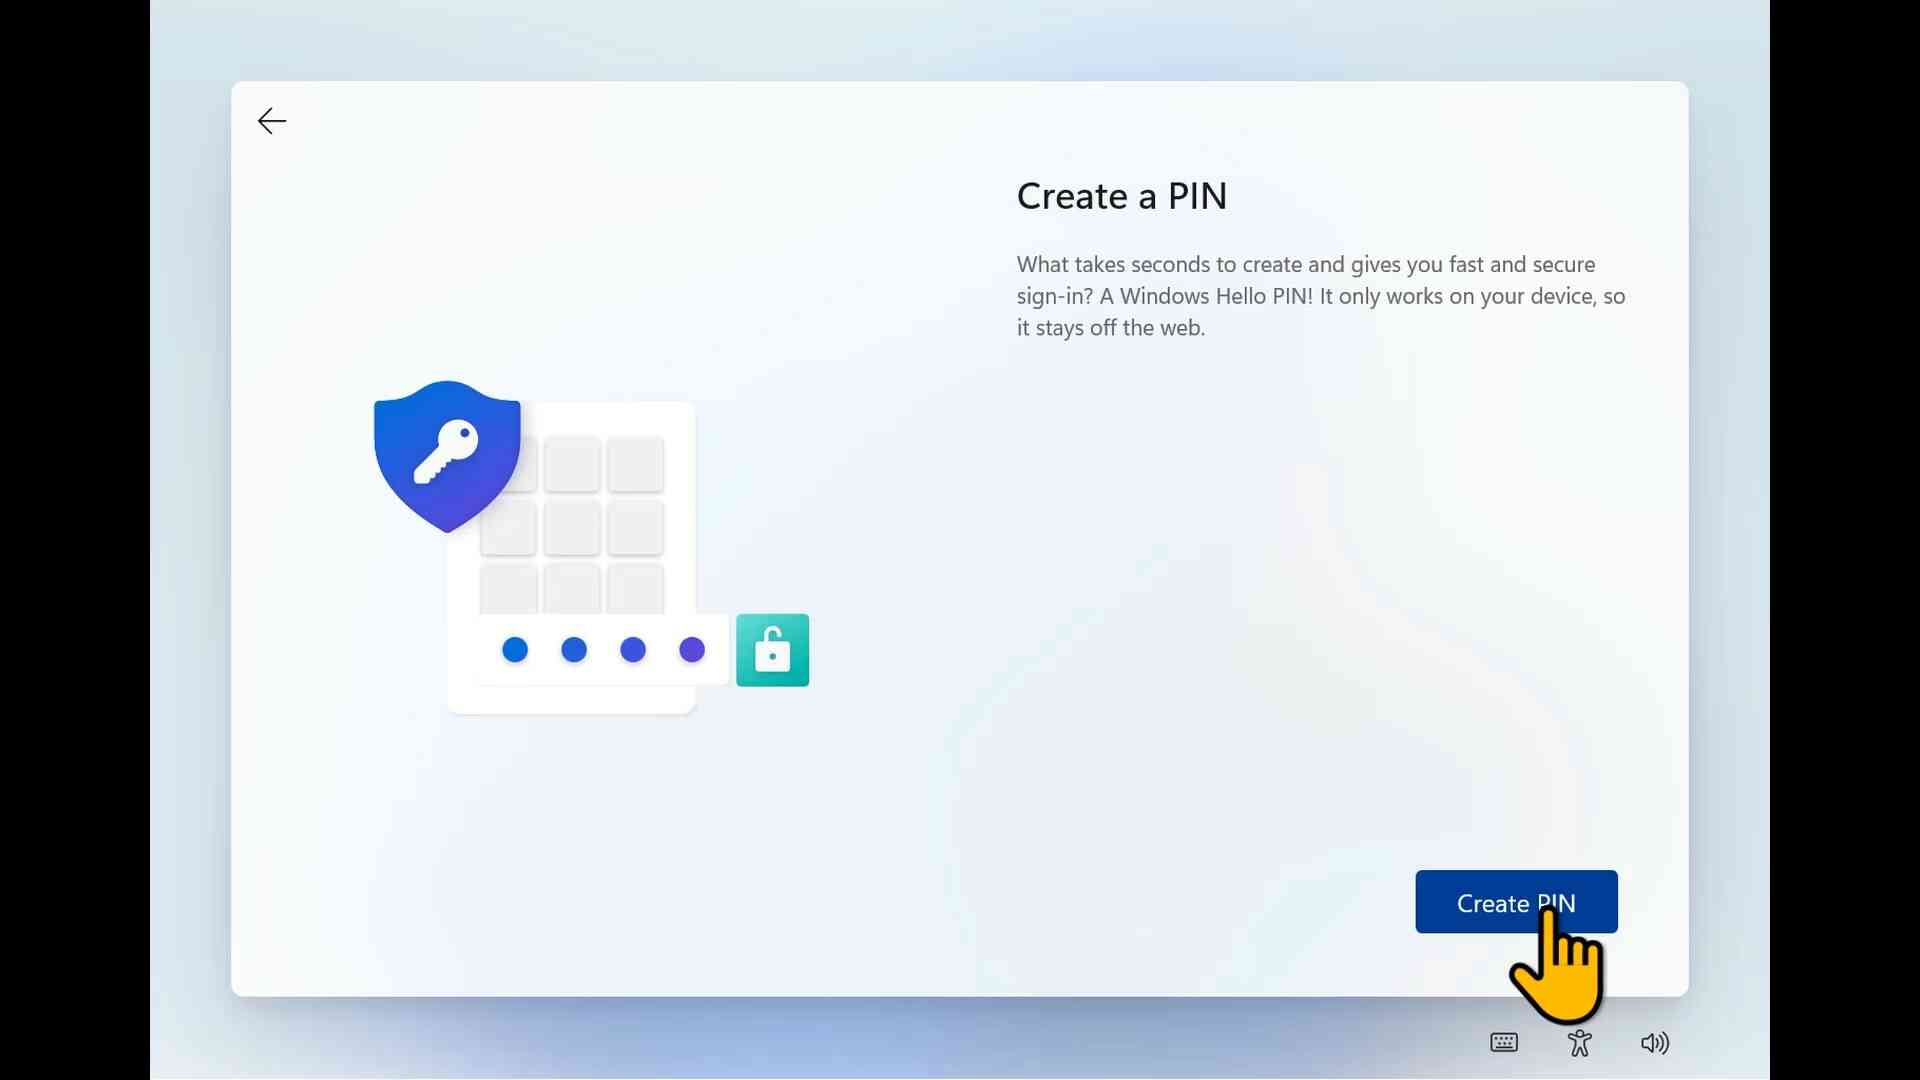 Create a PIN
What takes seconds to create and gives you fast and secure
sign-in? A Windows Hello PIN! It only works on your device, so
it stays off the web.
Create PIN